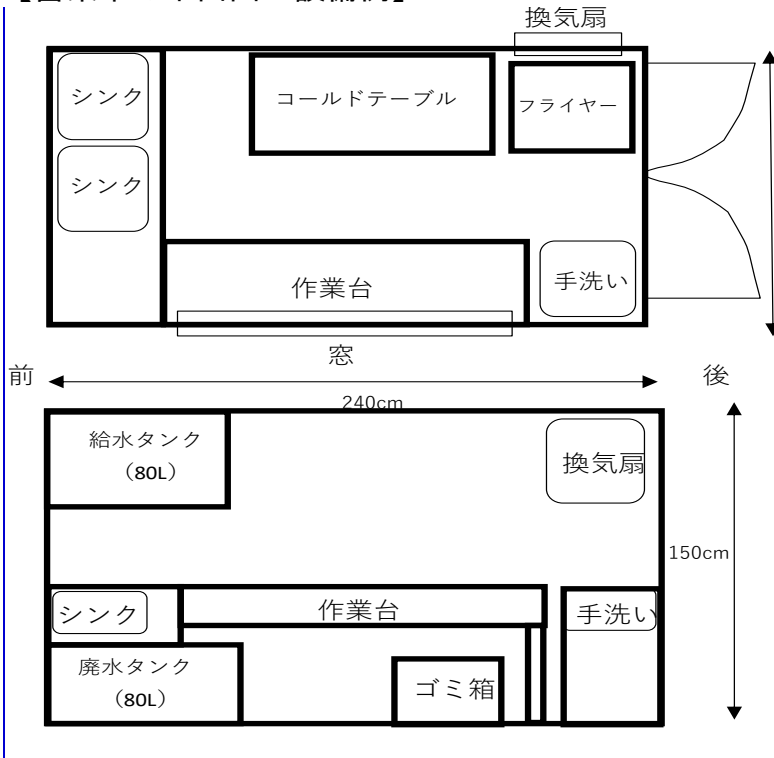 換気扇
シンク
コールドテーブル
フライヤー
シンク
作業台
手洗い
窓
前
後
240cm
給水タンク
（80L）
換気扇
150cm
シンク
作業台
手洗い
廃水タンク
（80L）
ゴミ箱